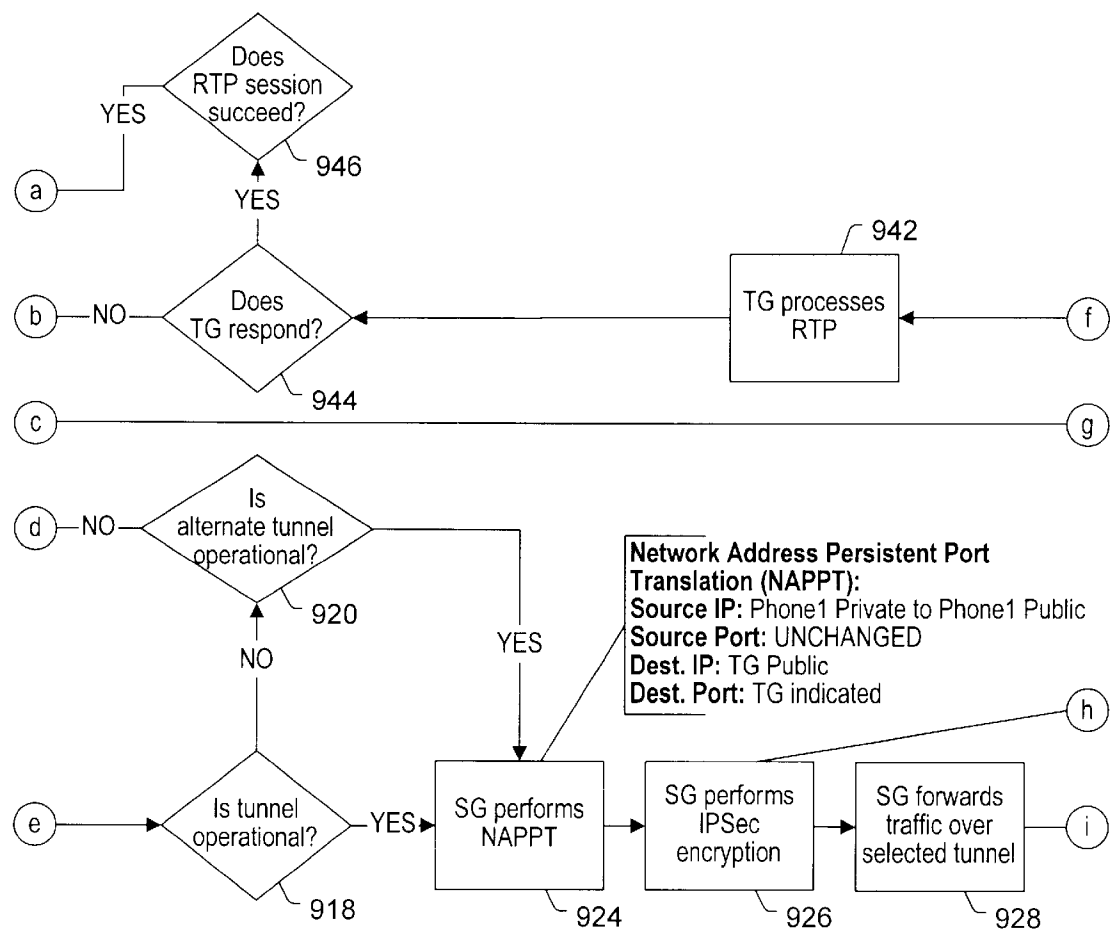 Does
RTP session
succeed?
YES
946
a
YES
942
b
NO
Does
TG respond?
TG processes
RTP
f
944
c
g
d
NO
Is
alternate tunnel
operational?
920
Network Address Persistent Port
Translation (NAPPT):
Source IP: Phone1 Private to Phone1 Public
Source Port: UNCHANGED
Dest. IP: TG Public
Dest. Port: TG indicated
YES
NO
h
e
Is tunnel
operational?
YES
SG performs
NAPPT
SG performs
IPSec
encryption
SG forwards
traffic over
selected tunnel
i
918
924
926
928